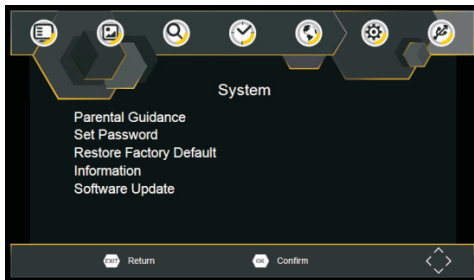 System
Parental Guidance
Set Password
Restore Factory Default
Information
Software Update
EXIT Return OK Confirm